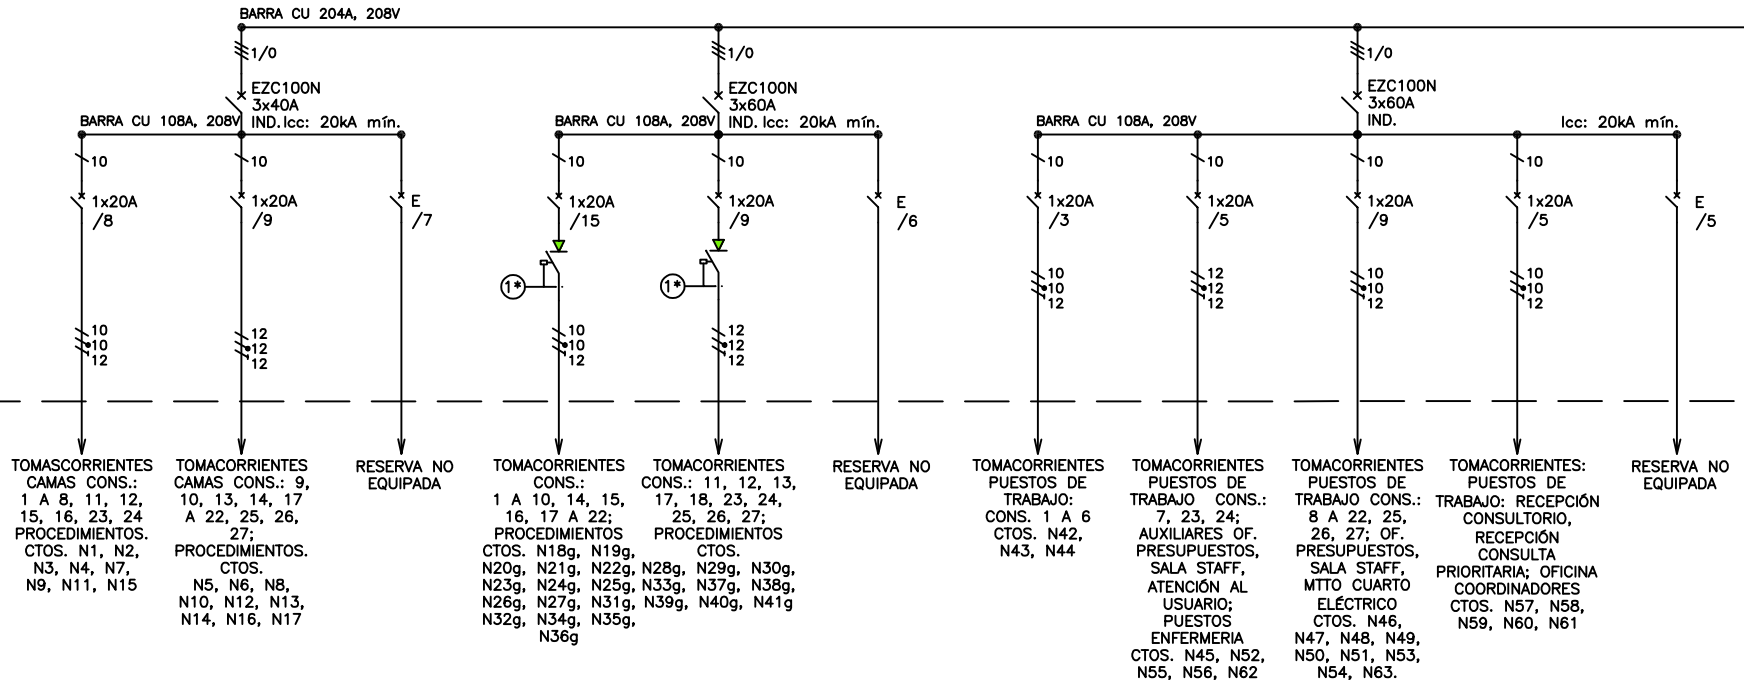 BARRA CU 204A, 208V
1/0
EZC100N
3x40A
IND. Icc: 20kA mín.
BARRA CU 108A, 208V
10
1x20A
/8
10
10
12
TOMASCORRIENTES
CAMAS CONS.:
1 A 8, 11, 12,
15, 16, 23, 24
PROCEDIMIENTOS.
CTOS. N1, N2,
N3, N4, N7,
N9, N11, N15
10
1x20A
/9
12
12
12
TOMACORRIENTES
CAMAS CONS.: 9,
10, 13, 14, 17
A 22, 25, 26,
27;
PROCEDIMIENTOS.
CTOS.
N5, N6, N8,
N10, N12, N13,
N14, N16, N17
E
/7
RESERVA NO
EQUIPADA
1/0
EZC100N
3x60A
IND. Icc: 20kA mín.
BARRA CU 108A, 208V
10
1x20A
/15
1*
10
10
12
TOMACORRIENTES
CONS.:
1 A 10, 14, 15,
16, 17 A 22;
PROCEDIMIENTOS
CTOS. N18g, N19g,
N20g, N21g, N22g,
N23g, N24g, N25g,
N26g, N27g, N31g,
N32g, N34g, N35g,
N36g
10
1x20A
/9
1*
12
12
12
TOMACORRIENTES
CONS.: 11, 12, 13,
17, 18, 23, 24,
25, 26, 27;
PROCEDIMIENTOS
CTOS.
N28g, N29g, N30g,
N33g, N37g, N38g,
N39g, N40g, N41g
E
/6
RESERVA NO
EQUIPADA
1/0
EZC100N
3x60A
IND.
Icc: 20kA mín.
BARRA CU 108A, 208V
10
1x20A
/3
10
10
12
TOMACORRIENTES
PUESTOS DE
TRABAJO:
CONS. 1 A 6
CTOS. N42,
N43, N44
10
1x20A
/5
12
12
12
TOMACORRIENTES
PUESTOS DE
TRABAJO CONS.:
7, 23, 24;
AUXILIARES OF.
PRESUPUESTOS,
SALA STAFF,
ATENCIÓN AL
USUARIO;
PUESTOS
ENFERMERIA
CTOS. N45, N52,
N55, N56, N62
10
1x20A
/9
10
10
12
TOMACORRIENTES
PUESTOS DE
TRABAJO CONS.:
8 A 22, 25,
26, 27; OF.
PRESUPUESTOS,
SALA STAFF,
MTTO CUARTO
ELÉCTRICO
CTOS. N46,
N47, N48, N49,
N50, N51, N53,
N54, N63.
10
1x20A
/5
10
10
12
TOMACORRIENTES:
PUESTOS DE
TRABAJO: RECEPCIÓN
CONSULTORIO,
RECEPCIÓN
CONSULTA
PRIORITARIA; OFICINA
COORDINADORES
CTOS. N57, N58,
N59, N60, N61
E
/5
RESERVA NO
EQUIPADA